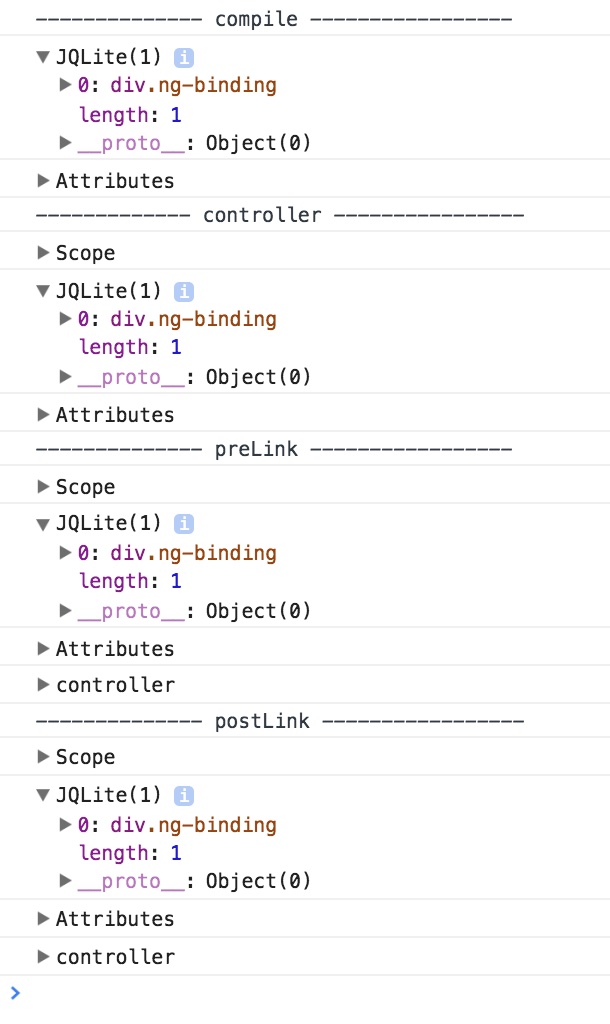 -------------- compile -----------------
▼JQLite(1) i
▶0: div.ng-binding
length: 1
▶__proto__: Object(0)
▶Attributes
------------- controller ----------------
▶Scope
▼JQLite(1) i
▶0: div.ng-binding
length: 1
▶__proto__: Object(0)
▶Attributes
-------------- preLink -----------------
▶Scope
▼JQLite(1) i
▶0: div.ng-binding
length: 1
▶__proto__: Object(0)
▶Attributes
▶controller
-------------- postLink -----------------
▶Scope
▼JQLite(1) i
▶0: div.ng-binding
length: 1
▶__proto__: Object(0)
▶Attributes
▶controller
>